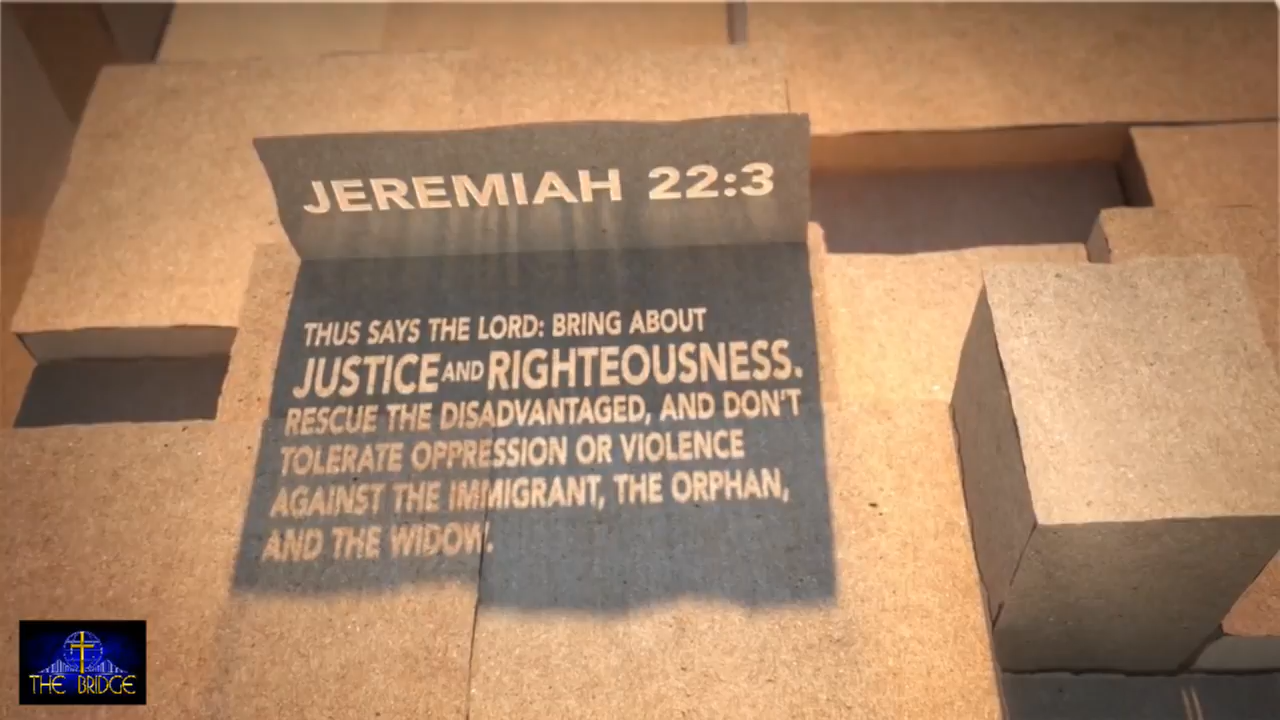 JEREMIAH 22:3
THUS SAYS THE LORD: BRING ABOUT
JUSTICE AND RIGHTEOUSNESS.
RESCUE THE DISADVANTAGED, AND DON'T
TOLERATE OPPRESSION OR VIOLENCE
AGAINST THE IMMIGRANT, THE ORPHAN,
AND THE WIDOW.
THE BRIDGE